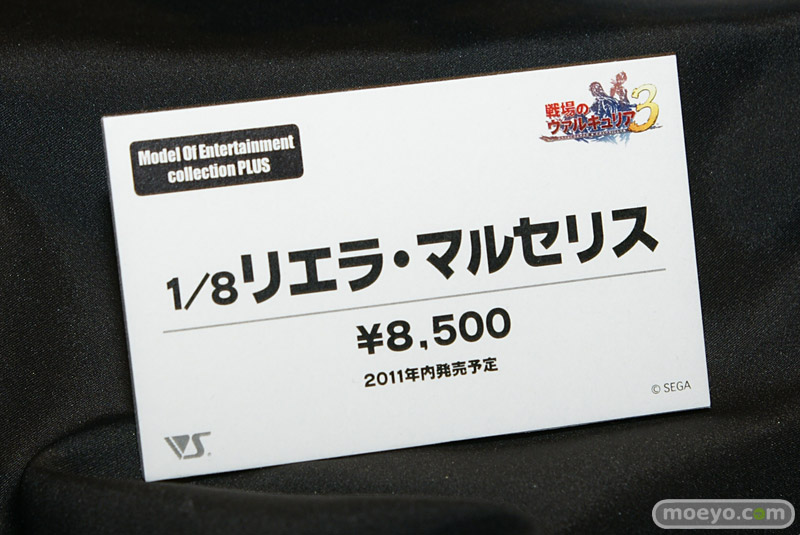 Model Of Entertainment
collection PLUS
戦場の
ヴァルキュリア3
1/8リエラ・マルセリス
¥8,500
2011年内発売予定
© SEGA
VS
moeyo.com